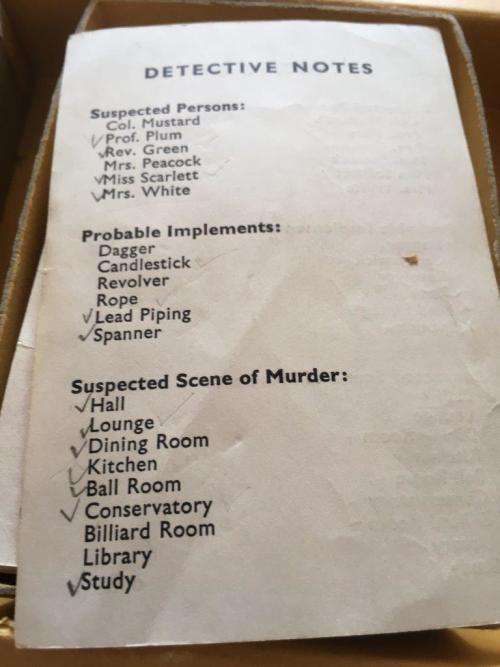 DETECTIVE NOTES
Suspected Persons:
Col. Mustard
Prof. Plum
Rev. Green
Mrs. Peacock
Miss Scarlett
Mrs. White
Probable Implements:
Dagger
Candlestick
Revolver
Rope
Lead Piping
Spanner
Suspected Scene of Murder:
Hall
Lounge
Dining Room
Kitchen
Ball Room
Conservatory
Billiard Room
Library
Study